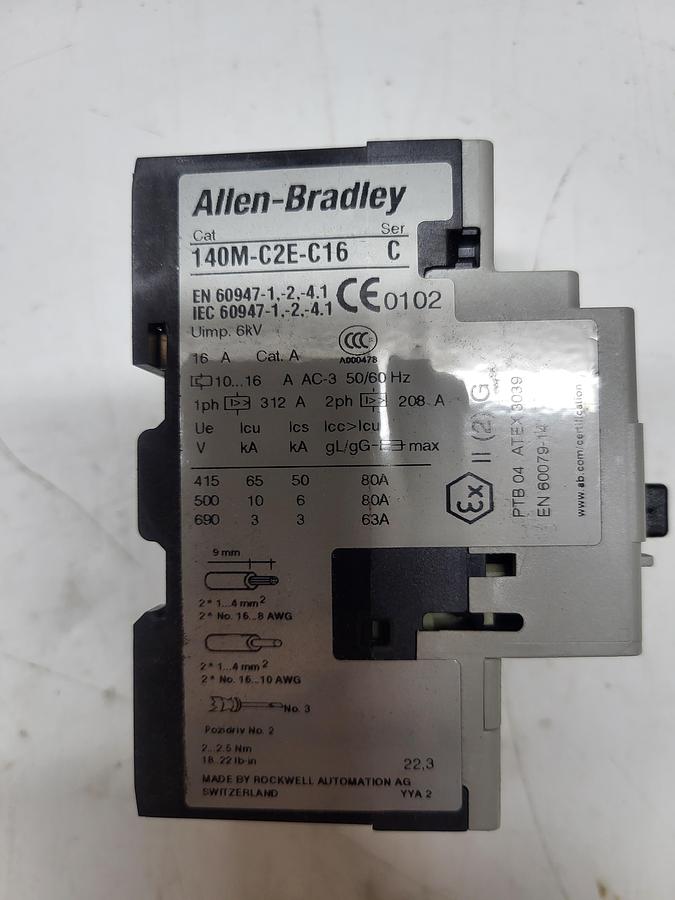 Allen-Bradley
Cat Ser
140M-C2E-C16 C
EN 60947-1,-2,-4.1
IEC 60947-1,-2,-4.1
CE 0102
Uimp. 6kV
CCC
A000478
16 A Cat. A
10...16 A AC-3 50/60 Hz
1ph I>> 312 A 2ph I>> 208 A
Ue Icu Ics Icc>Icu
V kA kA gL/gG max
415 65 50 80A
500 10 6 80A
690 3 3 63A
9 mm
2* 1...4 mm²
2* No. 16...8 AWG
2* 1...4 mm²
2* No. 16...10 AWG
No. 3
Pozidriv No. 2
2...2.5 Nm
18..22 lb-in
22,3
MADE BY ROCKWELL AUTOMATION AG
SWITZERLAND YYA 2
Ex II (2) G
PTB 04 ATEX 3039
EN 60079-14
www.ab.com/certification